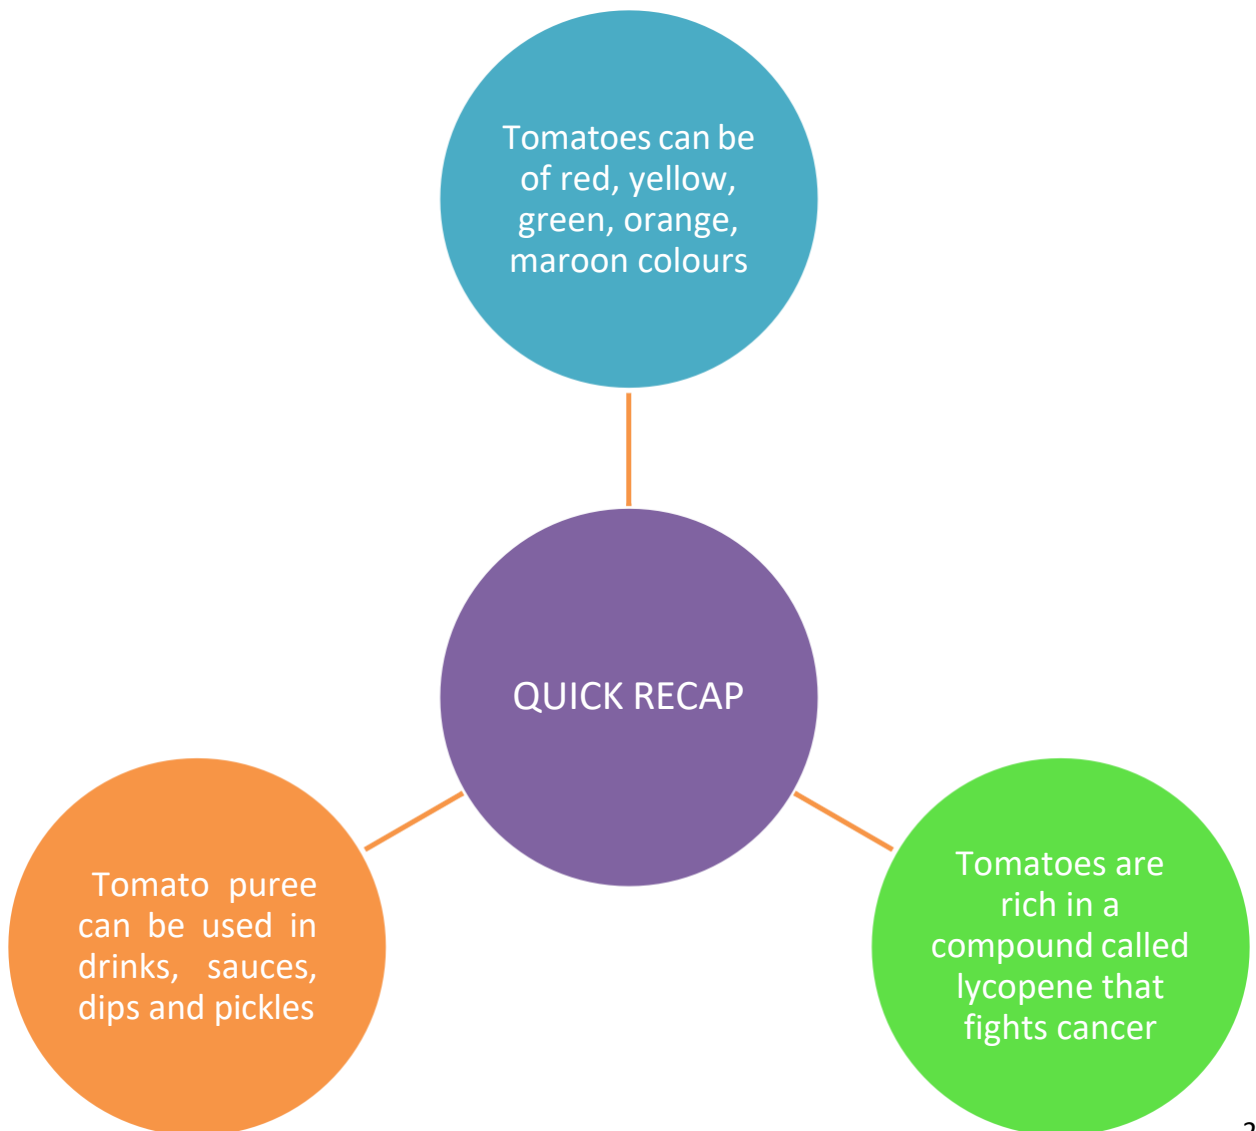 Tomatoes can be
of red, yellow,
green, orange,
maroon colours
QUICK RECAP
Tomato puree
can be used in
drinks, sauces,
dips and pickles
Tomatoes are
rich in a
compound called
lycopene that
fights cancer